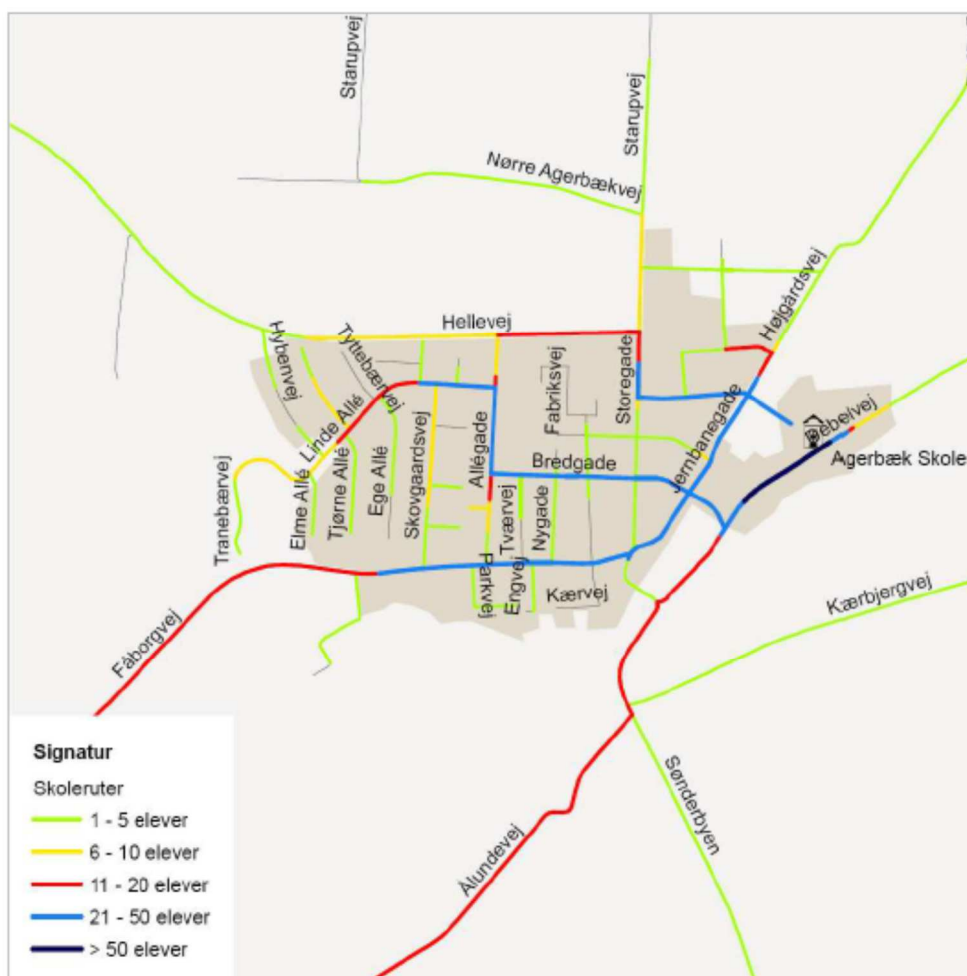 Starupvej
Starupvej
Nørre Agerbækvej
Højgårdsvej
Hellevej
Hybenvej
Tyttebærvej
Storegade
Fabriksvej
Linde Allé
Jernbanegade
Debelvej
Skovgaardsvej
Allégade
Bredgade
Agerbæk Skole
Tranebærvej
Elme Allé
Tjørne Allé
Ege Allé
Tværvej
Nygade
Parkvej
Engvej
Kærvej
Kærbjergvej
Fåborgvej
Sønderbyen
Ålundevej
Signatur
Skoleruter
1 - 5 elever
6 - 10 elever
11 - 20 elever
21 - 50 elever
> 50 elever